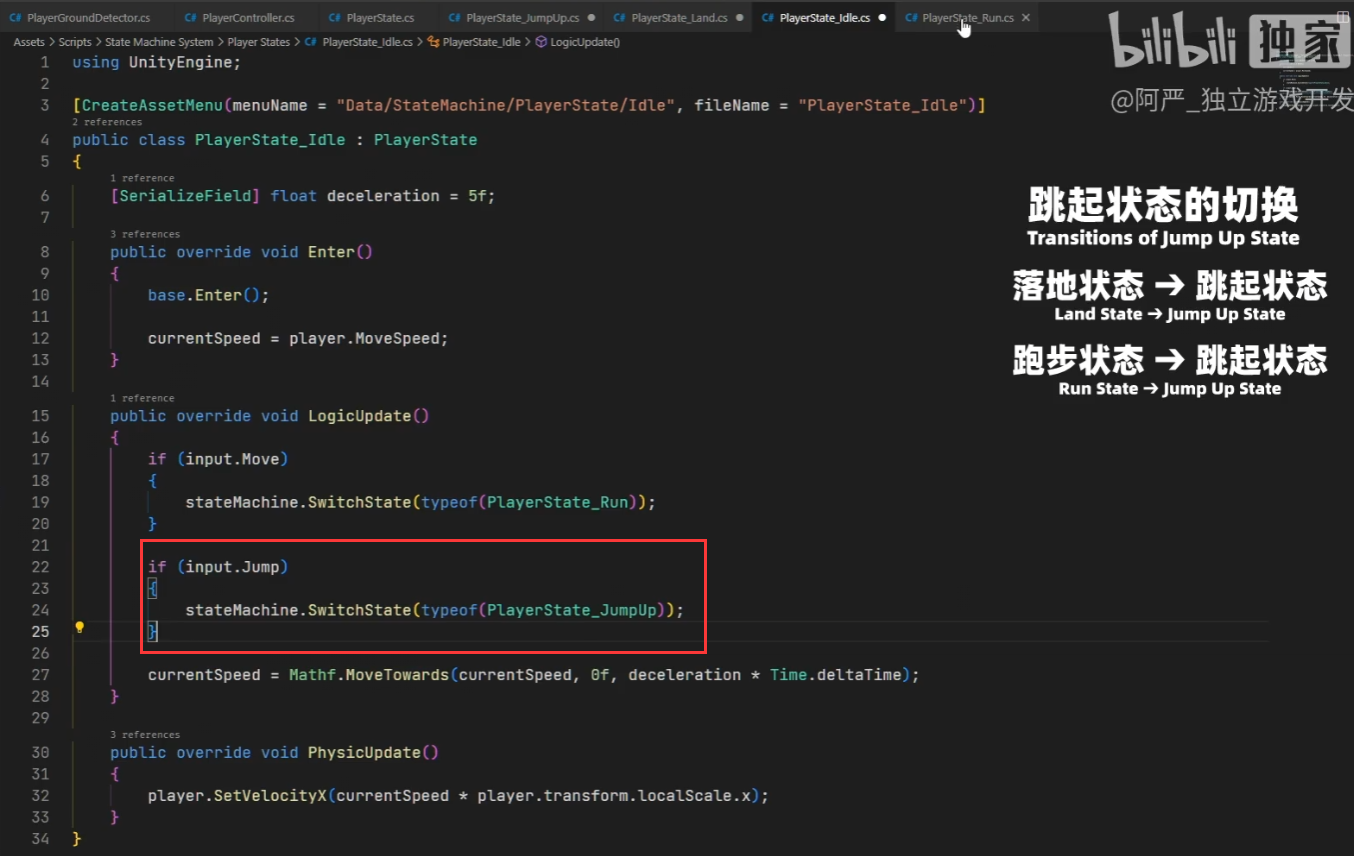 PlayerGroundDetector.cs PlayerController.cs PlayerState.cs PlayerState_JumpUp.cs PlayerState_Land.cs PlayerState_Idle.cs PlayerState_Run.cs
Assets > Scripts > State Machine System > Player States > PlayerState_Idle.cs > PlayerState_Idle > LogicUpdate()
bilibili 独家
@阿严_独立游戏开发
1 using UnityEngine;
2
3 [CreateAssetMenu(menuName = "Data/StateMachine/PlayerState/Idle", fileName = "PlayerState_Idle")]
2 references
4 public class PlayerState_Idle : PlayerState
5 {
1 reference
6 [SerializeField] float deceleration = 5f;
7
3 references
8 public override void Enter()
9 {
10 base.Enter();
11
12 currentSpeed = player.MoveSpeed;
13 }
14
1 reference
15 public override void LogicUpdate()
16 {
17 if (input.Move)
18 {
19 stateMachine.SwitchState(typeof(PlayerState_Run));
20 }
21
22 if (input.Jump)
23 {
24 stateMachine.SwitchState(typeof(PlayerState_JumpUp));
25 }
26
27 currentSpeed = Mathf.MoveTowards(currentSpeed, 0f, deceleration * Time.deltaTime);
28 }
29
3 references
30 public override void PhysicUpdate()
31 {
32 player.SetVelocityX(currentSpeed * player.transform.localScale.x);
33 }
34 }
跳起状态的切换
Transitions of Jump Up State
落地状态 → 跳起状态
Land State → Jump Up State
跑步状态 → 跳起状态
Run State → Jump Up State